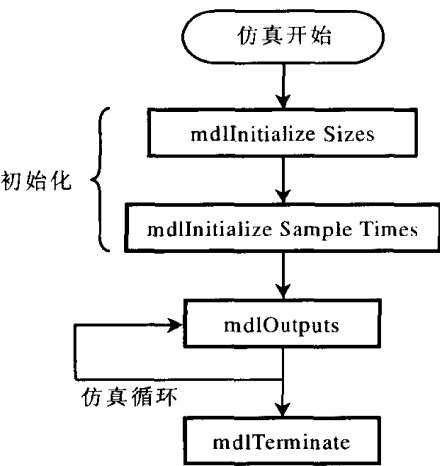 仿真开始
mdlInitialize Sizes
初始化
mdlInitialize Sample Times
mdlOutputs
仿真循环
mdlTerminate